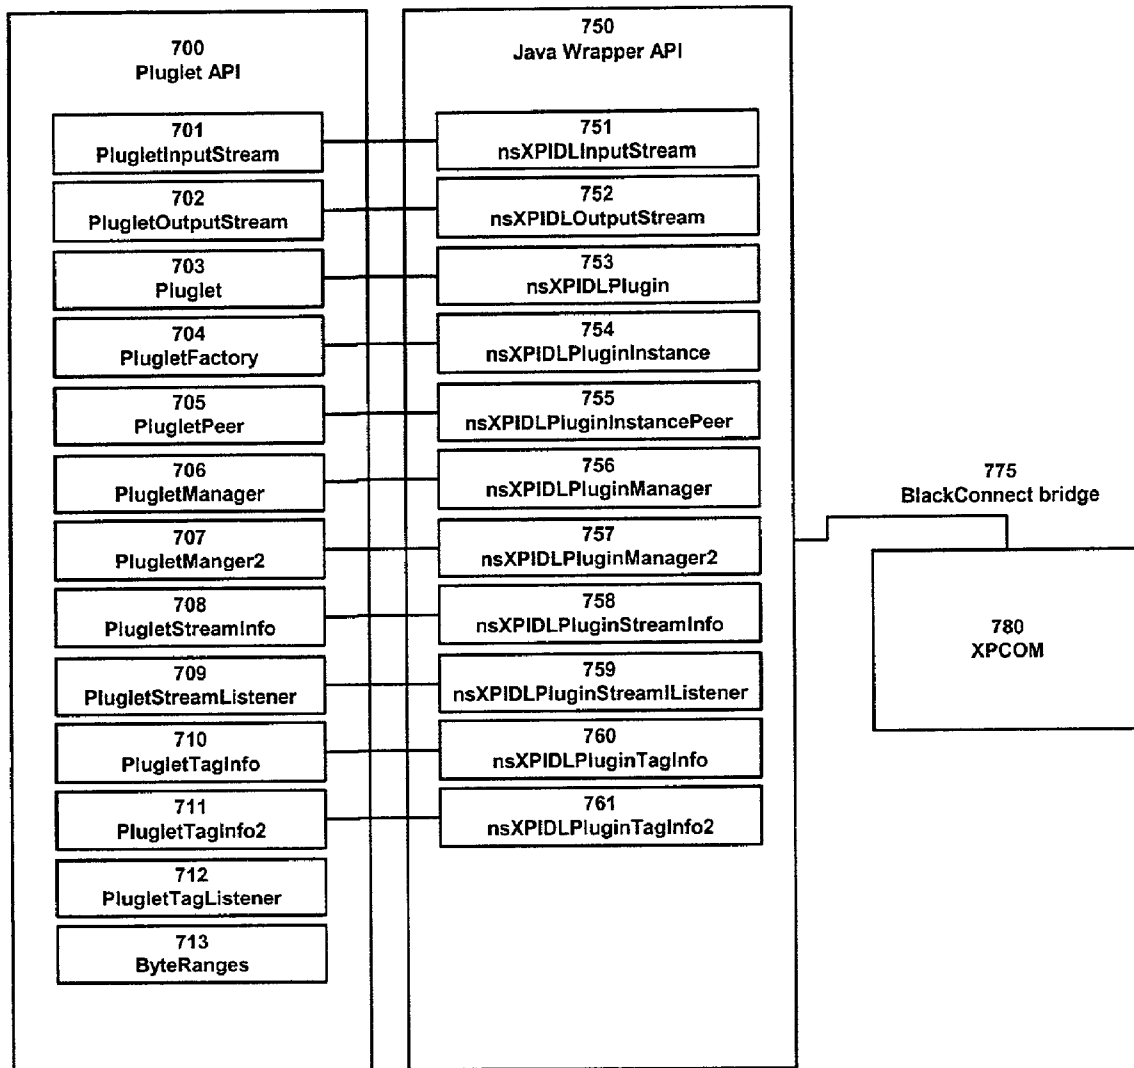 700
Pluglet API
701
PlugletInputStream
702
PlugletOutputStream
703
Pluglet
704
PlugletFactory
705
PlugletPeer
706
PlugletManager
707
PlugletManger2
708
PlugletStreamInfo
709
PlugletStreamListener
710
PlugletTagInfo
711
PlugletTagInfo2
712
PlugletTagListener
713
ByteRanges
750
Java Wrapper API
751
nsXPIDLInputStream
752
nsXPIDLOutputStream
753
nsXPIDLPlugin
754
nsXPIDLPluginInstance
755
nsXPIDLPluginInstancePeer
756
nsXPIDLPluginManager
757
nsXPIDLPluginManager2
758
nsXPIDLPluginStreamInfo
759
nsXPIDLPluginStreamIListener
760
nsXPIDLPluginTagInfo
761
nsXPIDLPluginTagInfo2
775
BlackConnect bridge
780
XPCOM